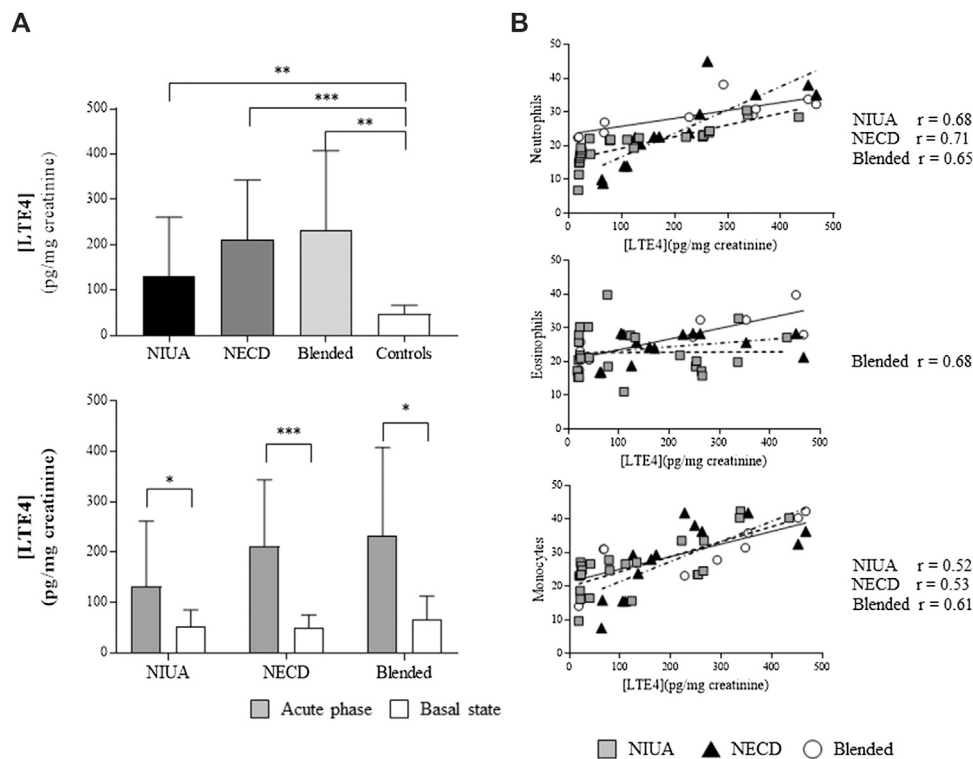 A
**
***
**
500
400
300
200
100
0
[LTE4]
(pg/mg creatinine)
NIUA NECD Blended Controls
500
400
300
200
100
0
[LTE4]
(pg/mg creatinine)
*
***
*
NIUA NECD Blended
Acute phase Basal state
B
50
40
30
20
10
0
Neutrophils
0 100 200 300 400 500
[LTE4](pg/mg creatinine)
NIUA r = 0.68
NECD r = 0.71
Blended r = 0.65
50
40
30
20
10
0
Eosinophils
0 100 200 300 400 500
[LTE4](pg/mg creatinine)
Blended r = 0.68
50
40
30
20
10
0
Monocytes
0 100 200 300 400 500
[LTE4](pg/mg creatinine)
NIUA r = 0.52
NECD r = 0.53
Blended r = 0.61
NIUA NECD Blended